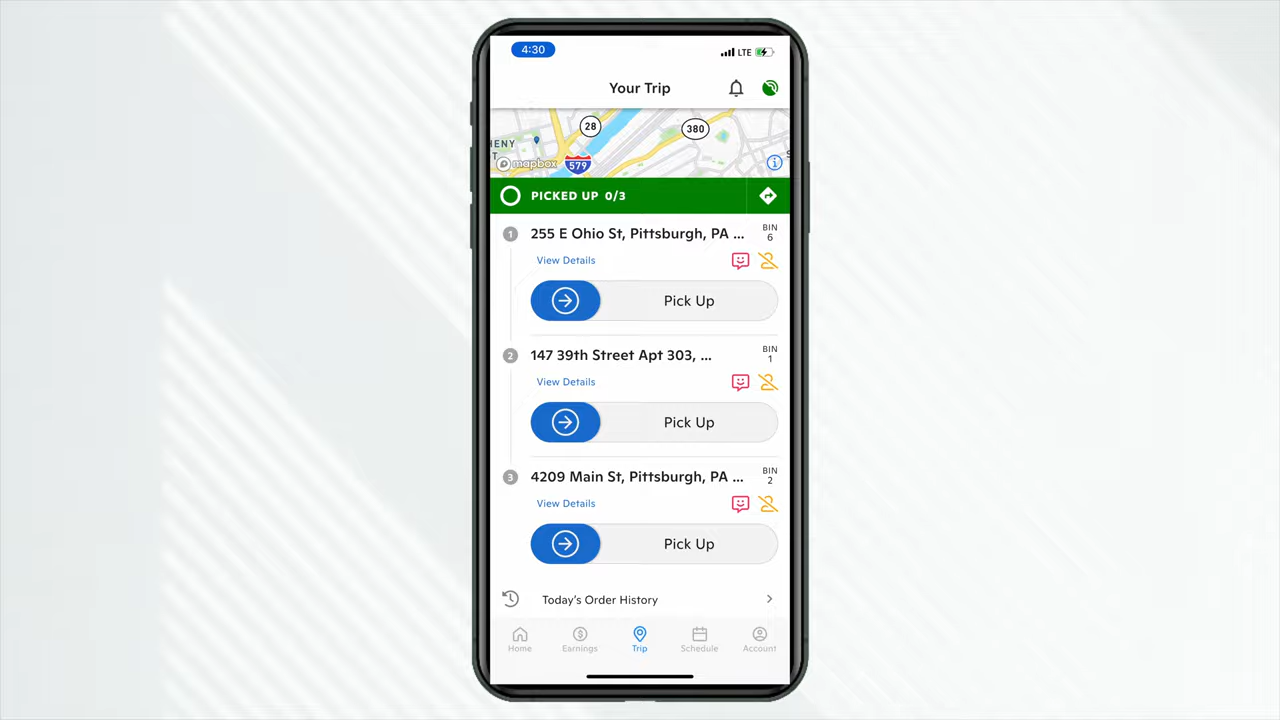 4:30
LTE
Your Trip
28
380
HENY
T
mapbox
579
PICKED UP 0/3
1
255 E Ohio St, Pittsburgh, PA ...
BIN
6
View Details
Pick Up
2
147 39th Street Apt 303, ...
BIN
1
View Details
Pick Up
3
4209 Main St, Pittsburgh, PA ...
BIN
2
View Details
Pick Up
Today's Order History
Home
Earnings
Trip
Schedule
Account